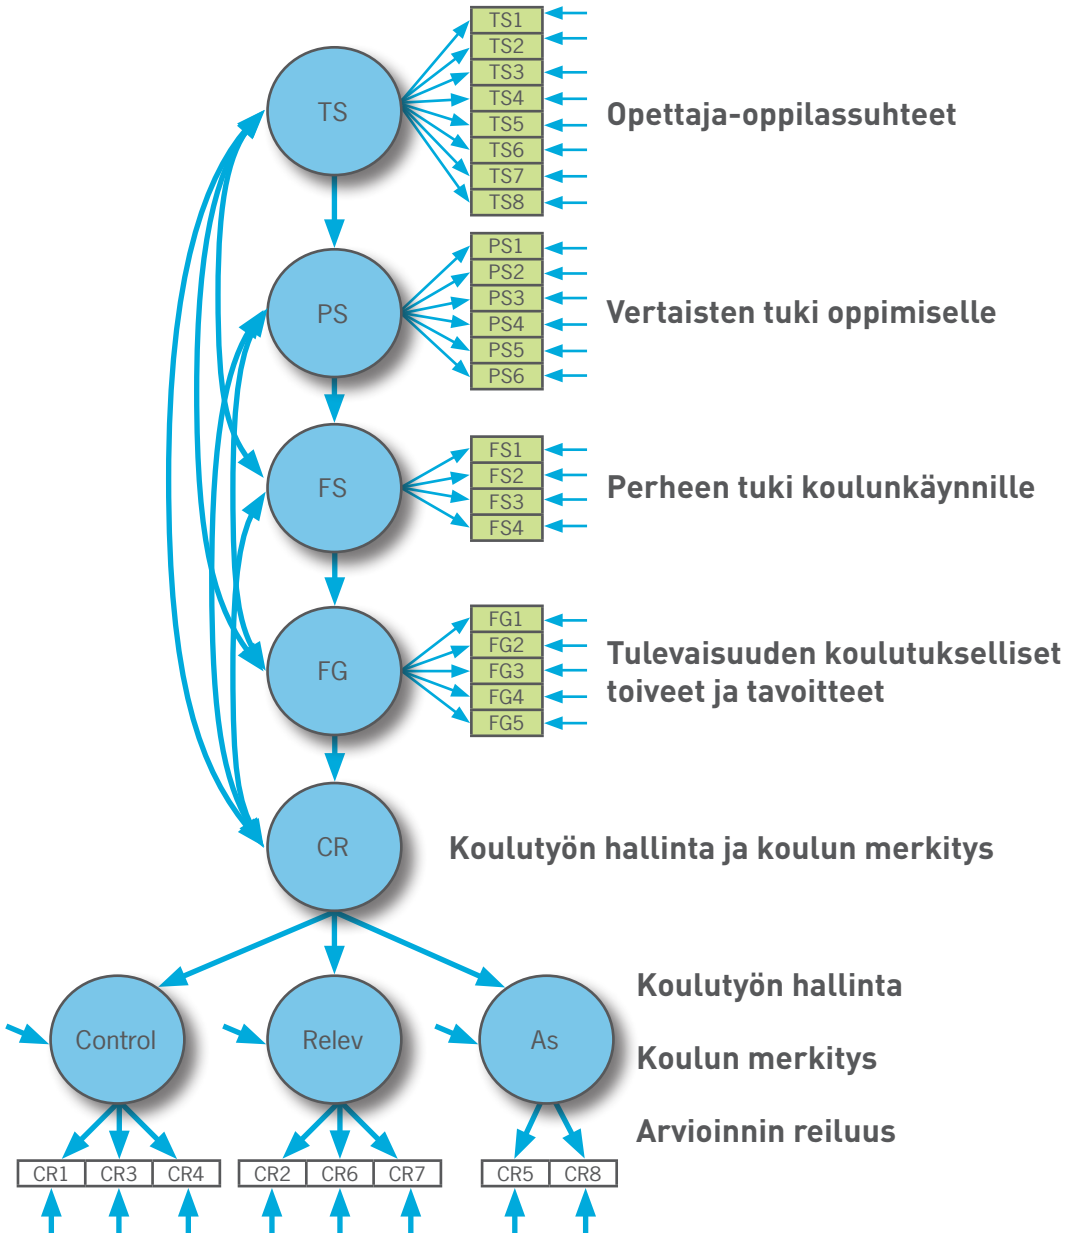 TS
TS1
TS2
TS3
TS4
TS5
TS6
TS7
TS8
Opettaja-oppilassuhteet
PS
PS1
PS2
PS3
PS4
PS5
PS6
Vertaisten tuki oppimiselle
FS
FS1
FS2
FS3
FS4
Perheen tuki koulunkäynnille
FG
FG1
FG2
FG3
FG4
FG5
Tulevaisuuden koulutukselliset
toiveet ja tavoitteet
CR
Koulutyön hallinta ja koulun merkitys
Control
Relev
As
Koulutyön hallinta
Koulun merkitys
Arvioinnin reiluus
CR1 CR3 CR4
CR2 CR6 CR7
CR5 CR8